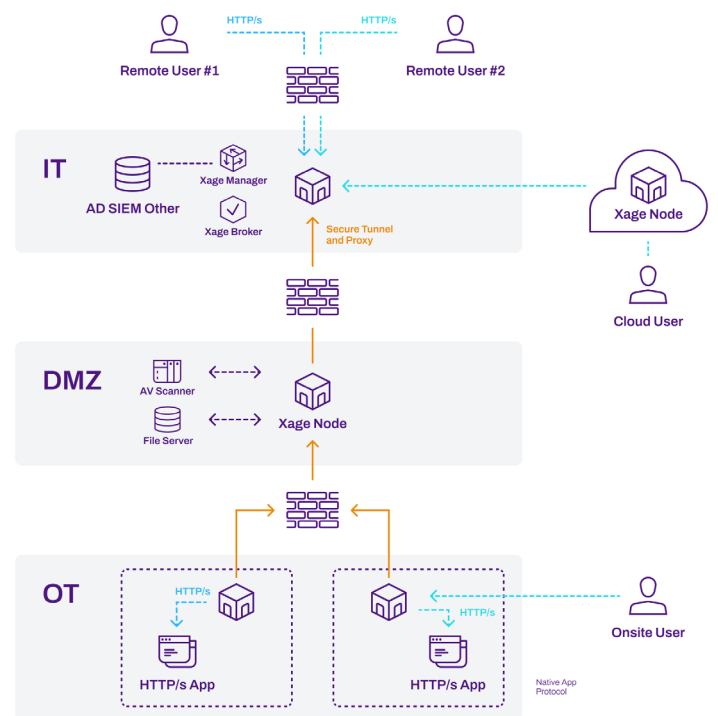 HTTP/s
HTTP/s
Remote User #1
Remote User #2
IT
Xage Manager
AD SIEM Other
Xage Broker
Secure Tunnel
and Proxy
Xage Node
Cloud User
DMZ
AV Scanner
File Server
Xage Node
OT
HTTP/s
HTTP/s
Onsite User
HTTP/s App
HTTP/s App
Native App
Protocol